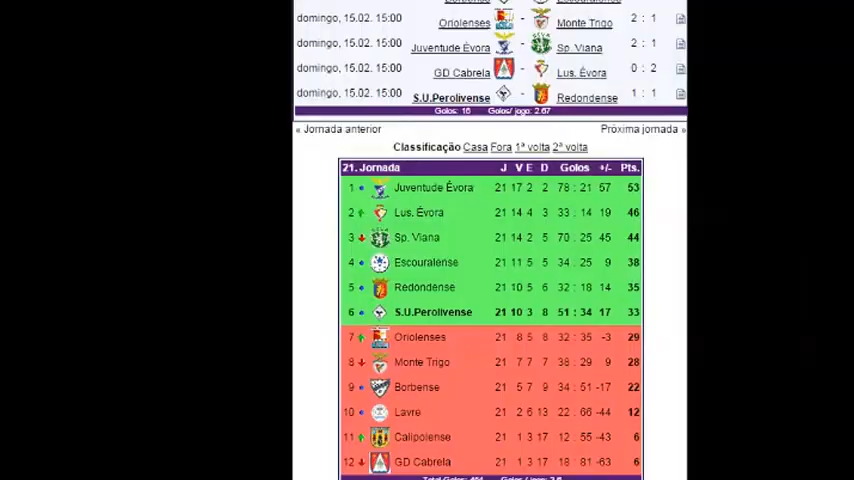 domingo, 15.02. 15:00 Oriolenses - Monte Trigo 2 : 1
domingo, 15.02. 15:00 Juventude Évora - Sp. Viana 2 : 1
domingo, 15.02. 15:00 GD Cabrela - Lus. Évora 0 : 2
domingo, 15.02. 15:00 S.U.Perolivense - Redondense 1 : 1
Golos: 16 Golos/ jogo: 2.67
« Jornada anterior Próxima jornada »
Classificação Casa Fora 1ª volta 2ª volta
21. Jornada J V E D Golos +/- Pts.
1 Juventude Évora 21 17 2 2 78 : 21 57 53
2 Lus. Évora 21 14 4 3 33 : 14 19 46
3 Sp. Viana 21 14 2 5 70 : 25 45 44
4 Escouralense 21 11 5 5 34 : 25 9 38
5 Redondense 21 10 5 6 32 : 18 14 35
6 S.U.Perolivense 21 10 3 8 51 : 34 17 33
7 Oriolenses 21 8 5 8 32 : 35 -3 29
8 Monte Trigo 21 7 7 7 38 : 29 9 28
9 Borbense 21 5 7 9 34 : 51 -17 22
10 Lavre 21 2 6 13 22 : 66 -44 12
11 Calipolense 21 1 3 17 12 : 55 -43 6
12 GD Cabrela 21 1 3 17 18 : 81 -63 6